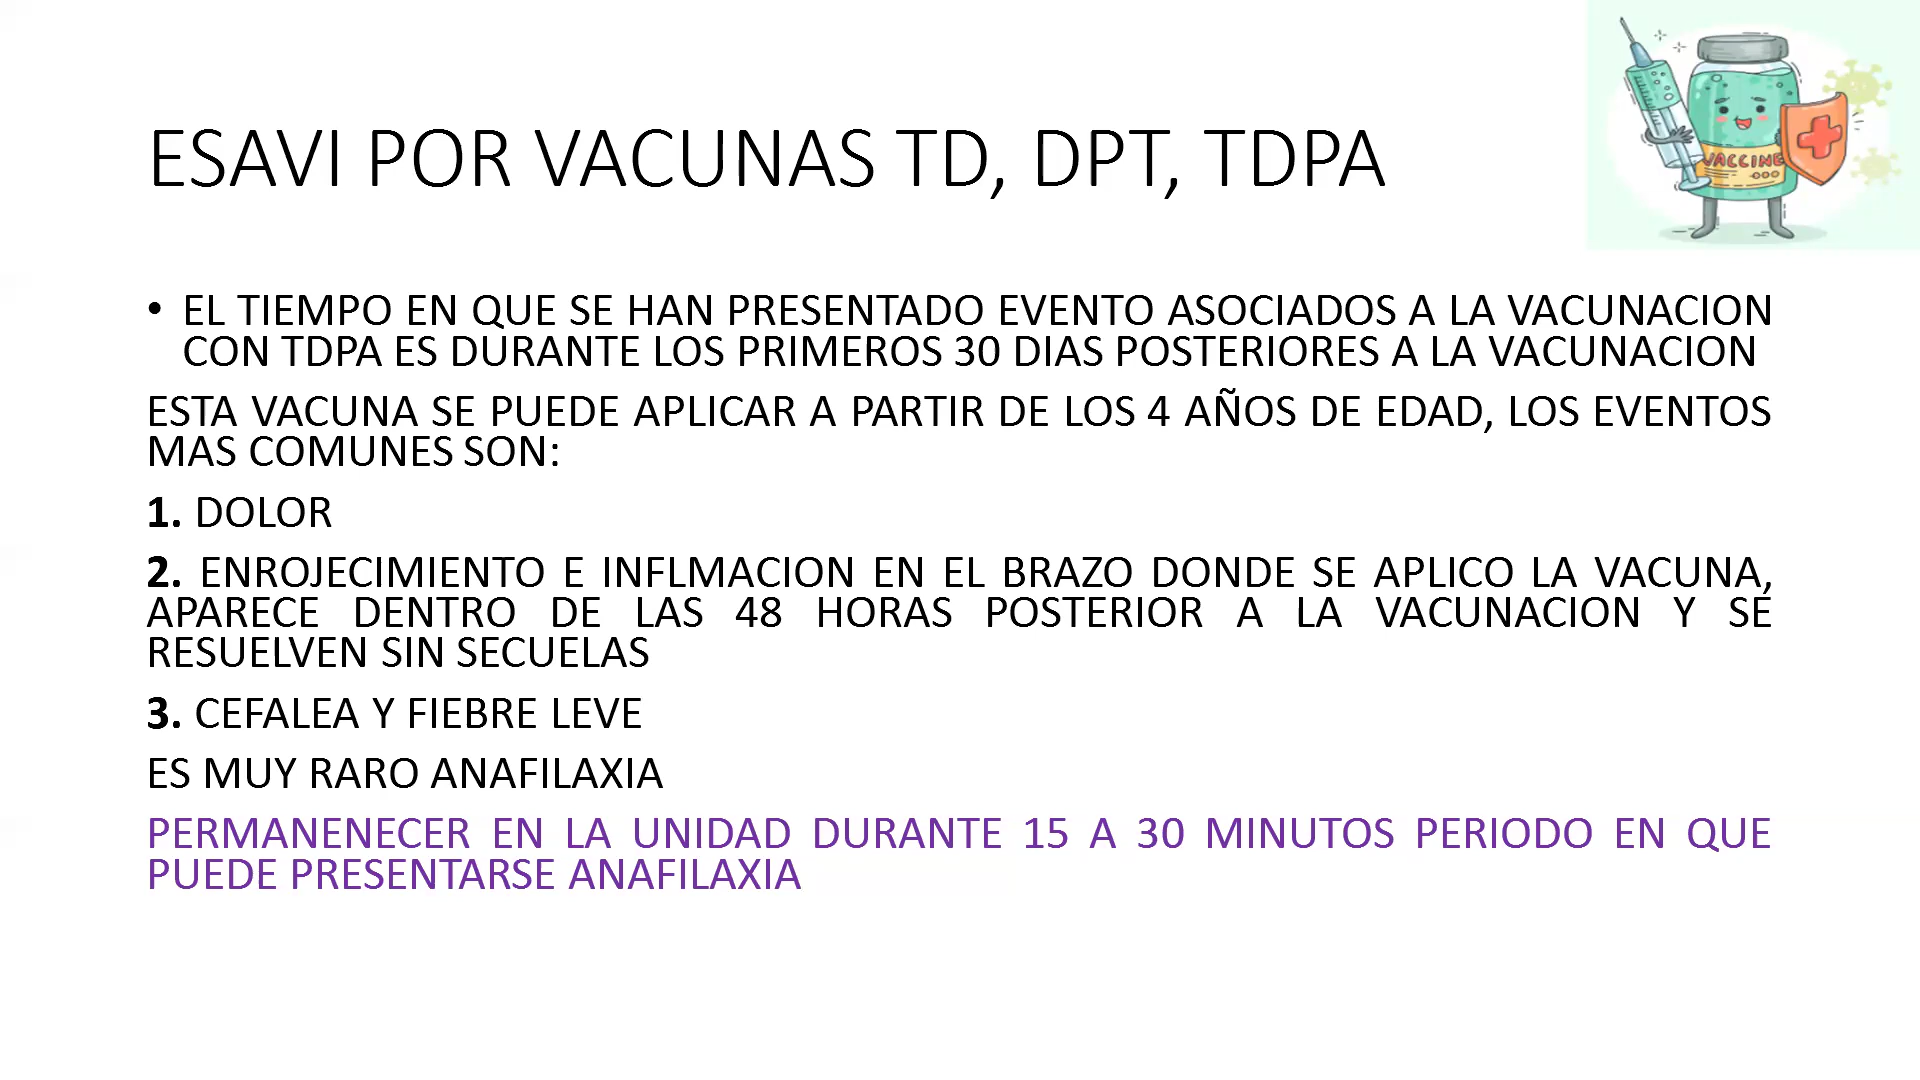 ESAVI POR VACUNAS TD, DPT, TDPA
VACCINE
• EL TIEMPO EN QUE SE HAN PRESENTADO EVENTO ASOCIADOS A LA VACUNACION
CON TDPA ES DURANTE LOS PRIMEROS 30 DIAS POSTERIORES A LA VACUNACION
ESTA VACUNA SE PUEDE APLICAR A PARTIR DE LOS 4 AÑOS DE EDAD, LOS EVENTOS
MAS COMUNES SON:
1. DOLOR
2. ENROJECIMIENTO E INFLMACION EN EL BRAZO DONDE SE APLICO LA VACUNA,
APARECE DENTRO DE LAS 48 HORAS POSTERIOR A LA VACUNACION Y SE
RESUELVEN SIN SECUELAS
3. CEFALEA Y FIEBRE LEVE
ES MUY RARO ANAFILAXIA
PERMANENECER EN LA UNIDAD DURANTE 15 A 30 MINUTOS PERIODO EN QUE
PUEDE PRESENTARSE ANAFILAXIA